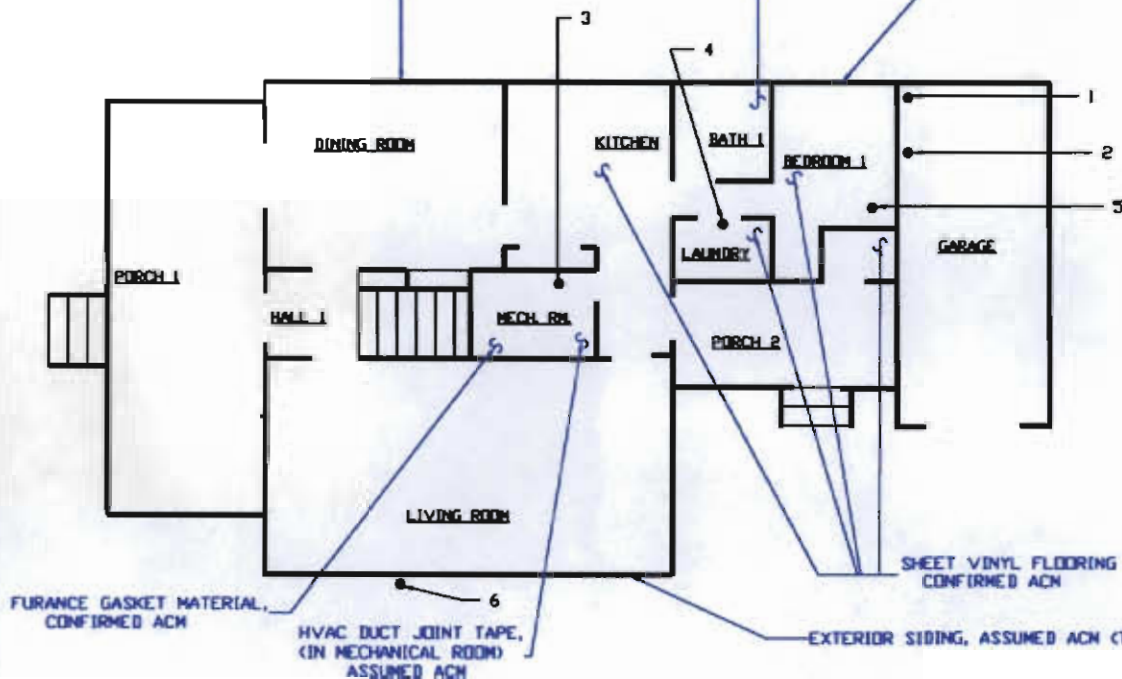 3
4
1
DINING ROOM
KITCHEN
BATH 1
BEDROOM 1
2
5
PORCH 1
LAUNDRY
GARAGE
HALL 1
MECH. RM.
PORCH 2
LIVING ROOM
6
SHEET VINYL FLOORING
CONFIRMED ACM
FURANCE GASKET MATERIAL,
CONFIRMED ACM
HVAC DUCT JOINT TAPE,
(IN MECHANICAL ROOM)
ASSUMED ACM
EXTERIOR SIDING, ASSUMED ACM (